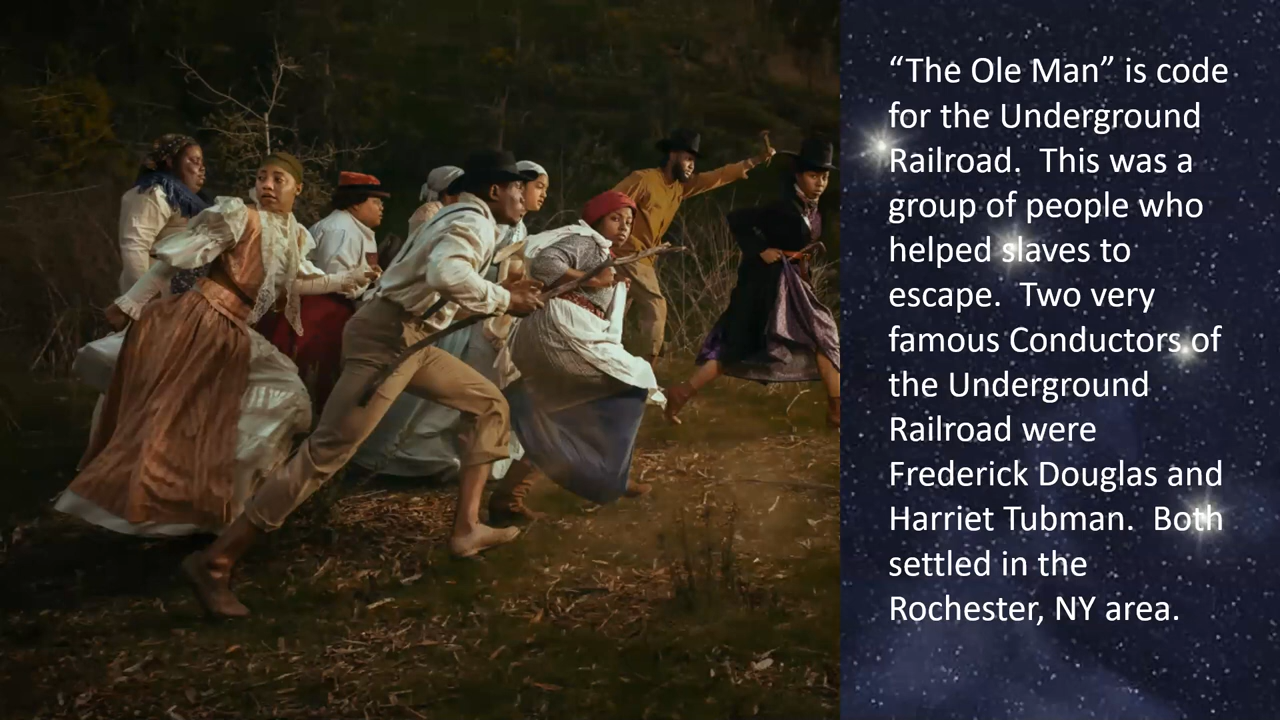 “The Ole Man” is code
for the Underground
Railroad.  This was a
group of people who
helped slaves to
escape.  Two very
famous Conductors of
the Underground
Railroad were
Frederick Douglas and
Harriet Tubman.  Both
settled in the
Rochester, NY area.